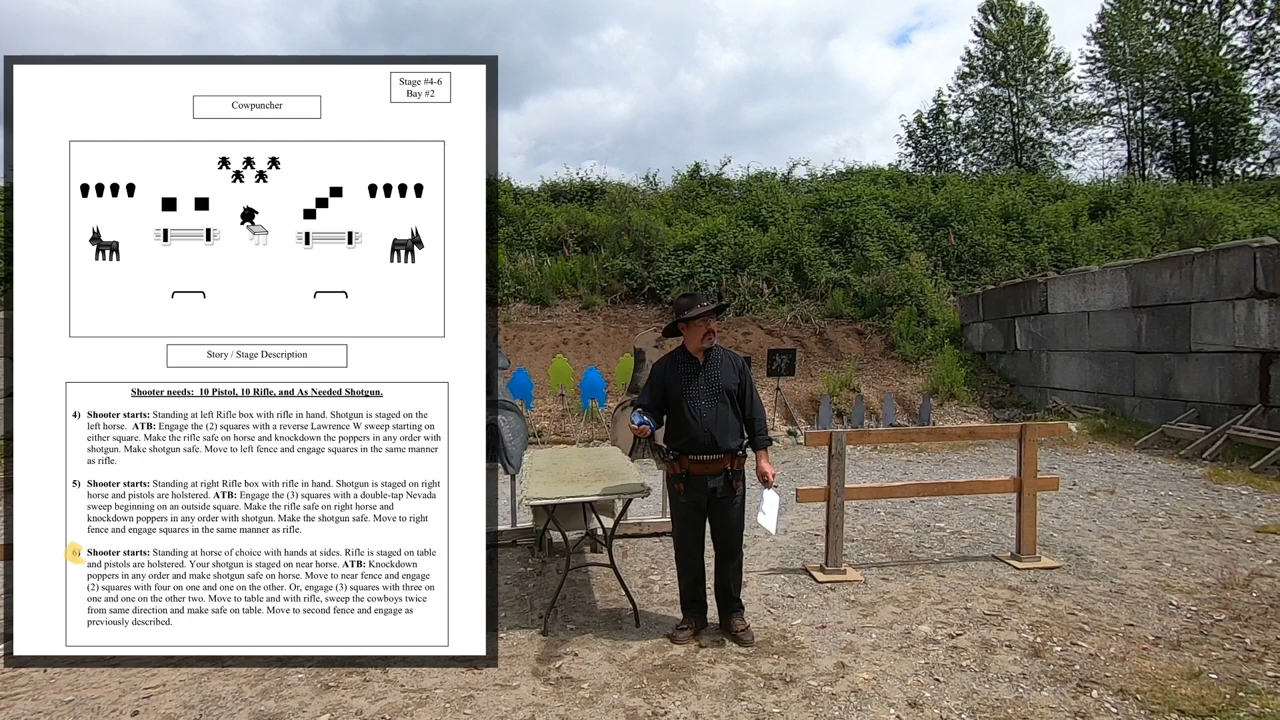 Stage #4-6
Bay #2
Cowpuncher
Story / Stage Description
Shooter needs:  10 Pistol, 10 Rifle, and As Needed Shotgun.
4) Shooter starts: Standing at left Rifle box with rifle in hand. Shotgun is staged on the
left horse. ATB: Engage the (2) squares with a reverse Lawrence W sweep starting on
either square. Make the rifle safe on horse and knockdown the poppers in any order with
shotgun. Make shotgun safe. Move to left fence and engage squares in the same manner
as rifle.
5) Shooter starts: Standing at right Rifle box with rifle in hand. Shotgun is staged on right
horse and pistols are holstered. ATB: Engage the (3) squares with a double-tap Nevada
sweep beginning on an outside square. Make the rifle safe on right horse and
knockdown poppers in any order with shotgun. Make the shotgun safe. Move to right
fence and engage squares in the same manner as rifle.
6) Shooter starts: Standing at horse of choice with hands at sides. Rifle is staged on table
and pistols are holstered. Your shotgun is staged on near horse. ATB: Knockdown
poppers in any order and make shotgun safe on horse. Move to near fence and engage
(2) squares with four on one and one on the other. Or, engage (3) squares with three on
one and one on the other two. Move to table and with rifle, sweep the cowboys twice
from same direction and make safe on table. Move to second fence and engage as
previously described.